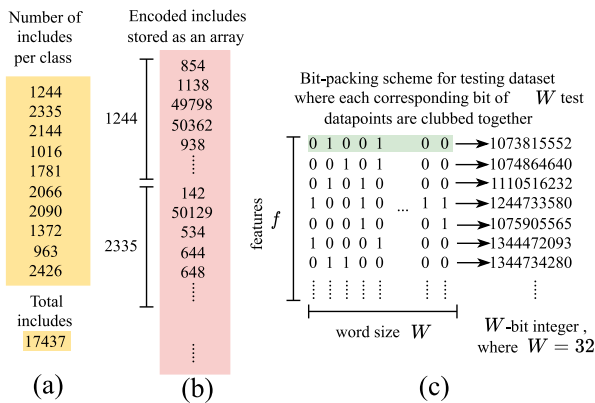 Number of
includes
per class
1244
2335
2144
1016
1781
2066
2090
1372
963
2426
Total
includes
17437
(a)
Encoded includes
stored as an array
1244
854
1138
49798
50362
938
2335
142
50129
534
644
648
(b)
Bit-packing scheme for testing dataset
where each corresponding bit of W test
datapoints are clubbed together
features f
0 1 0 0 1 0 0 1073815552
0 0 1 0 1 0 0 1074864640
0 1 0 1 0 0 0 1110516232
1 0 0 1 0 ... 1 1 1244733580
0 0 0 0 0 0 1 1075905565
1 0 0 0 1 0 0 1344472093
0 1 1 0 0 0 0 1344734280
word size W
W-bit integer ,
where W = 32
(c)